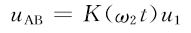 u_AB = K(ω₂t)u₁